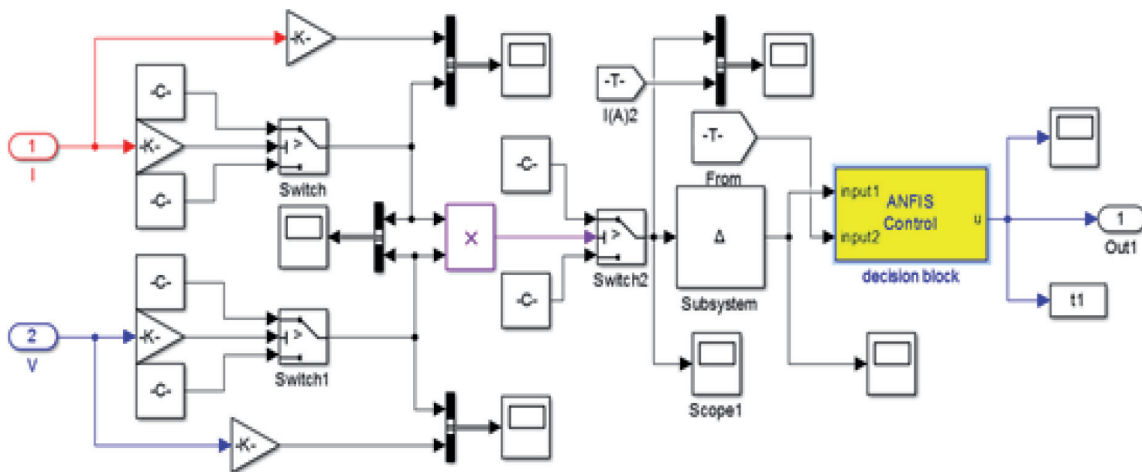 -K-
-C-
1
-K-
I
-C-
>
Switch
-T-
I(A)2
-T-
From
-C-
×
>
Switch2
-C-
Δ
Subsystem
input1
input2
ANFIS
Control
u
decision block
1
Out1
t1
-C-
2
-K-
V
-C-
>
Switch1
-K-
Scope1